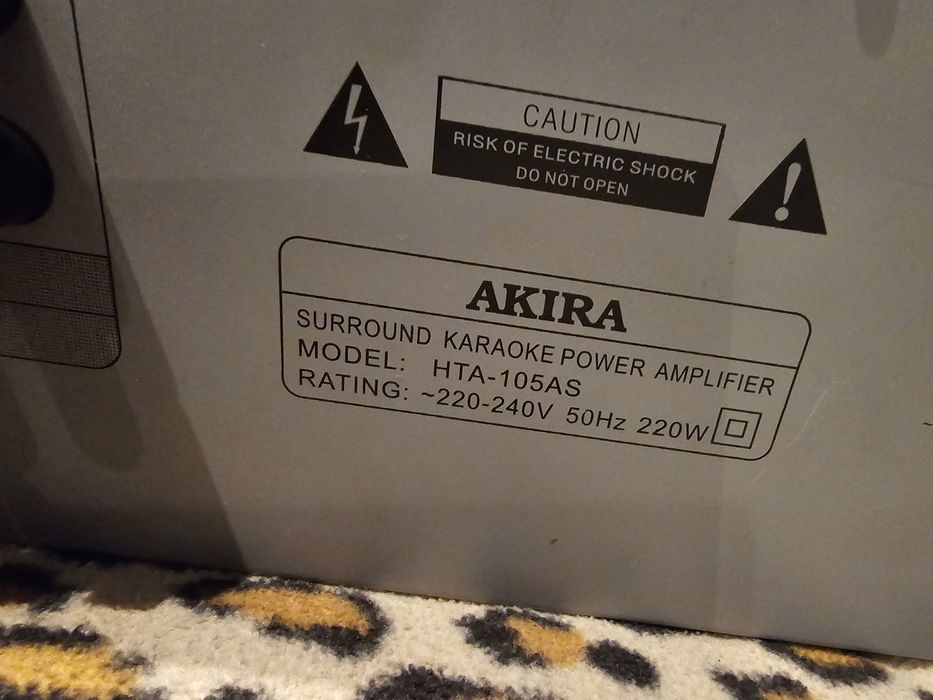 CAUTION
RISK OF ELECTRIC SHOCK
DO NOT OPEN
AKIRA
SURROUND KARAOKE POWER AMPLIFIER
MODEL: HTA-105AS
RATING: ~220-240V 50Hz 220W